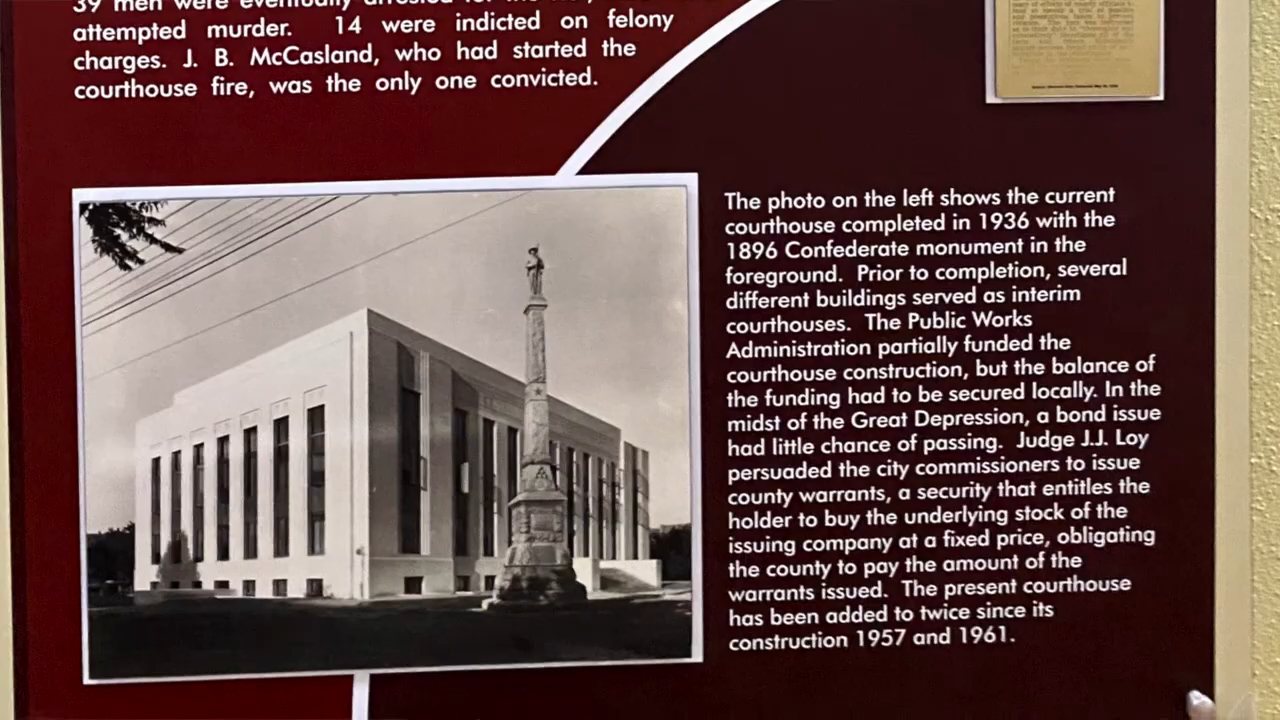 39 men were eventually arrested for the
attempted murder. 14 were indicted on felony
charges. J. B. McCasland, who had started the
courthouse fire, was the only one convicted.
The photo on the left shows the current
courthouse completed in 1936 with the
1896 Confederate monument in the
foreground. Prior to completion, several
different buildings served as interim
courthouses. The Public Works
Administration partially funded the
courthouse construction, but the balance of
the funding had to be secured locally. In the
midst of the Great Depression, a bond issue
had little chance of passing. Judge J.J. Loy
persuaded the city commissioners to issue
county warrants, a security that entitles the
holder to buy the underlying stock of the
issuing company at a fixed price, obligating
the county to pay the amount of the
warrants issued. The present courthouse
has been added to twice since its
construction 1957 and 1961.